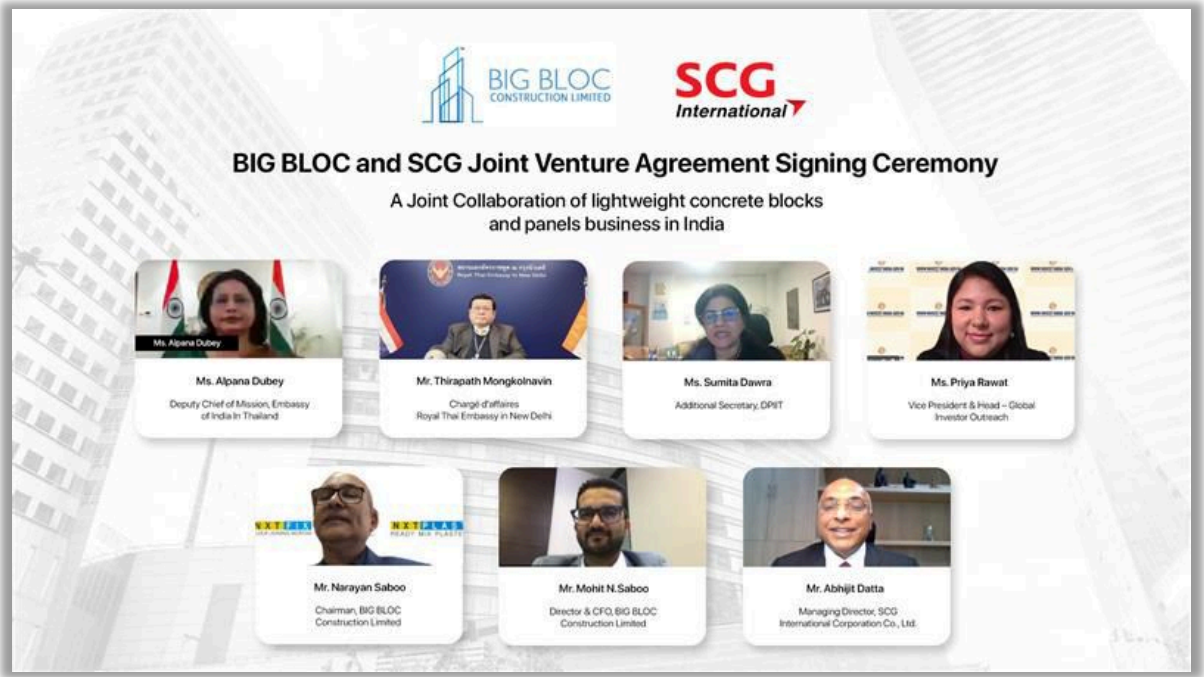 BIG BLOC
CONSTRUCTION LIMITED
SCG
International
BIG BLOC and SCG Joint Venture Agreement Signing Ceremony
A Joint Collaboration of lightweight concrete blocks
and panels business in India
Ms. Alpana Dubey
Royal Thai Embassy in New Delhi
Ms. Alpana Dubey
Deputy Chief of Mission, Embassy
of India In Thailand
Mr. Thirapath Mongkolnavin
Chargé d'affaires
Royal Thai Embassy in New Delhi
Ms. Sumita Dawra
Additional Secretary, DPIIT
Ms. Priya Rawat
Vice President & Head – Global
Investor Outreach
NXTFIX
NXTPLAS
READY MIX PLASTE
Mr. Narayan Saboo
Chairman, BIG BLOC
Construction Limited
Mr. Mohit N.Saboo
Director & CFO, BIG BLOC
Construction Limited
Mr. Abhijit Datta
Managing Director, SCG
International Corporation Co., Ltd.